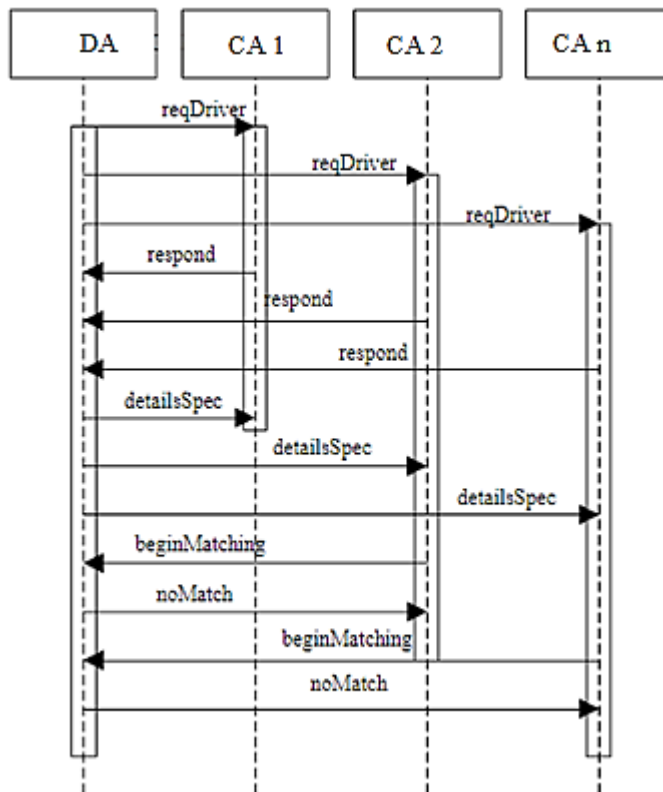 DA CA 1 CA 2 CA n
reqDriver
reqDriver
reqDriver
respond
respond
respond
detailsSpec
detailsSpec
detailsSpec
beginMatching
noMatch
beginMatching
noMatch